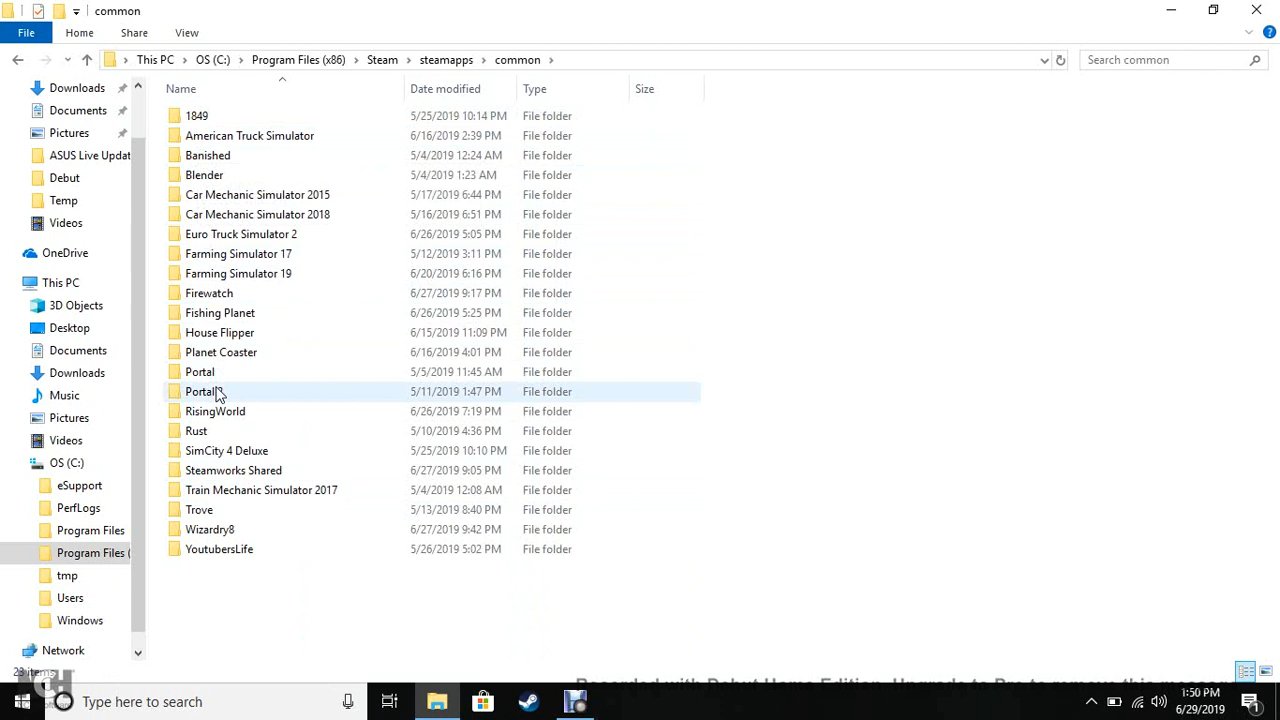 common
File Home Share View
This PC > OS (C:) > Program Files (x86) > Steam > steamapps > common >
Search common
Name Date modified Type Size
1849 5/25/2019 10:14 PM File folder
American Truck Simulator 6/16/2019 2:39 PM File folder
Banished 5/4/2019 12:24 AM File folder
Blender 5/4/2019 1:23 AM File folder
Car Mechanic Simulator 2015 5/17/2019 6:44 PM File folder
Car Mechanic Simulator 2018 5/16/2019 6:51 PM File folder
Euro Truck Simulator 2 6/26/2019 5:05 PM File folder
Farming Simulator 17 5/12/2019 3:11 PM File folder
Farming Simulator 19 6/20/2019 6:16 PM File folder
Firewatch 6/27/2019 9:17 PM File folder
Fishing Planet 6/26/2019 5:25 PM File folder
House Flipper 6/15/2019 11:09 PM File folder
Planet Coaster 6/16/2019 4:01 PM File folder
Portal 5/5/2019 11:45 AM File folder
Portal 5/11/2019 1:47 PM File folder
RisingWorld 6/26/2019 7:19 PM File folder
Rust 5/10/2019 4:36 PM File folder
SimCity 4 Deluxe 5/25/2019 10:10 PM File folder
Steamworks Shared 6/27/2019 9:05 PM File folder
Train Mechanic Simulator 2017 5/4/2019 12:08 AM File folder
Trove 5/13/2019 8:40 PM File folder
Wizardry8 6/27/2019 9:42 PM File folder
YoutubersLife 5/26/2019 5:02 PM File folder
Downloads
Documents
Pictures
ASUS Live Updat
Debut
Temp
Videos
OneDrive
This PC
3D Objects
Desktop
Documents
Downloads
Music
Pictures
Videos
OS (C:)
eSupport
PerfLogs
Program Files
Program Files (
tmp
Users
Windows
Network
23 items
Recorded with Debut Home Edition. Upgrade to Pro to remove this message
Type here to search
1:50 PM
6/29/2019